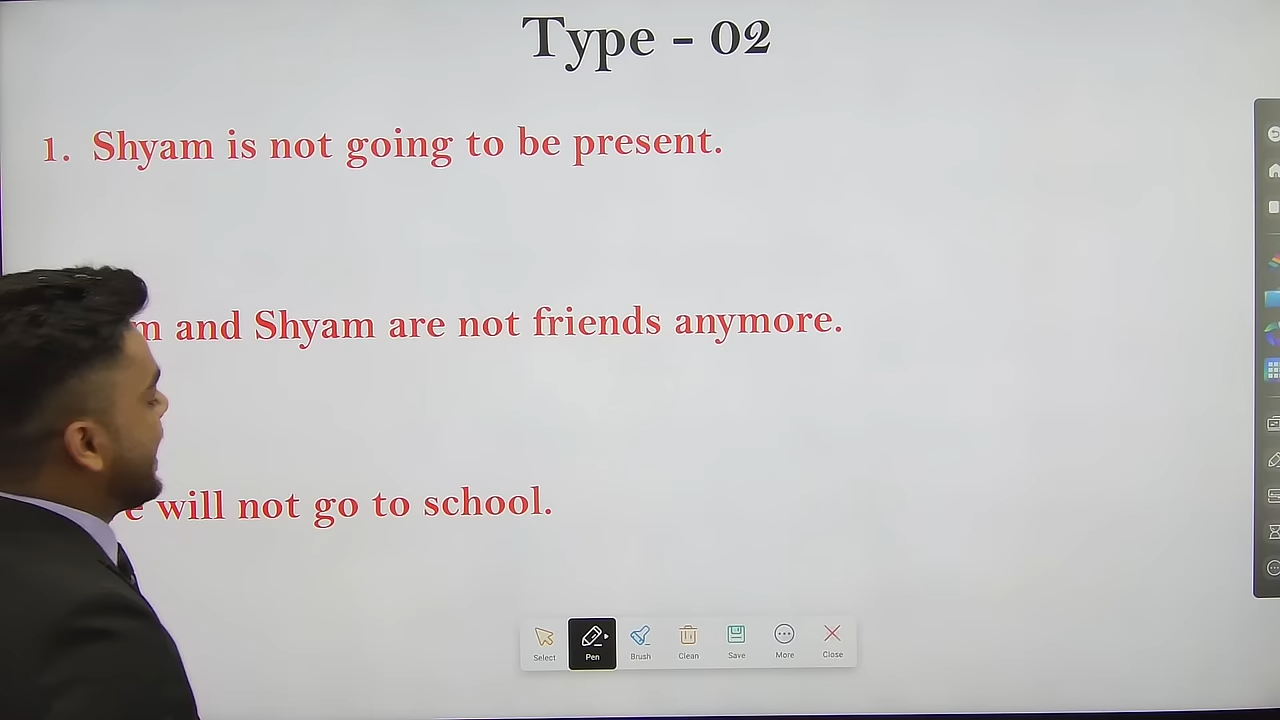 Type - 02
1. Shyam is not going to be present.
and Shyam are not friends anymore.
will not go to school.
Select Pen Brush Clean Save More Close